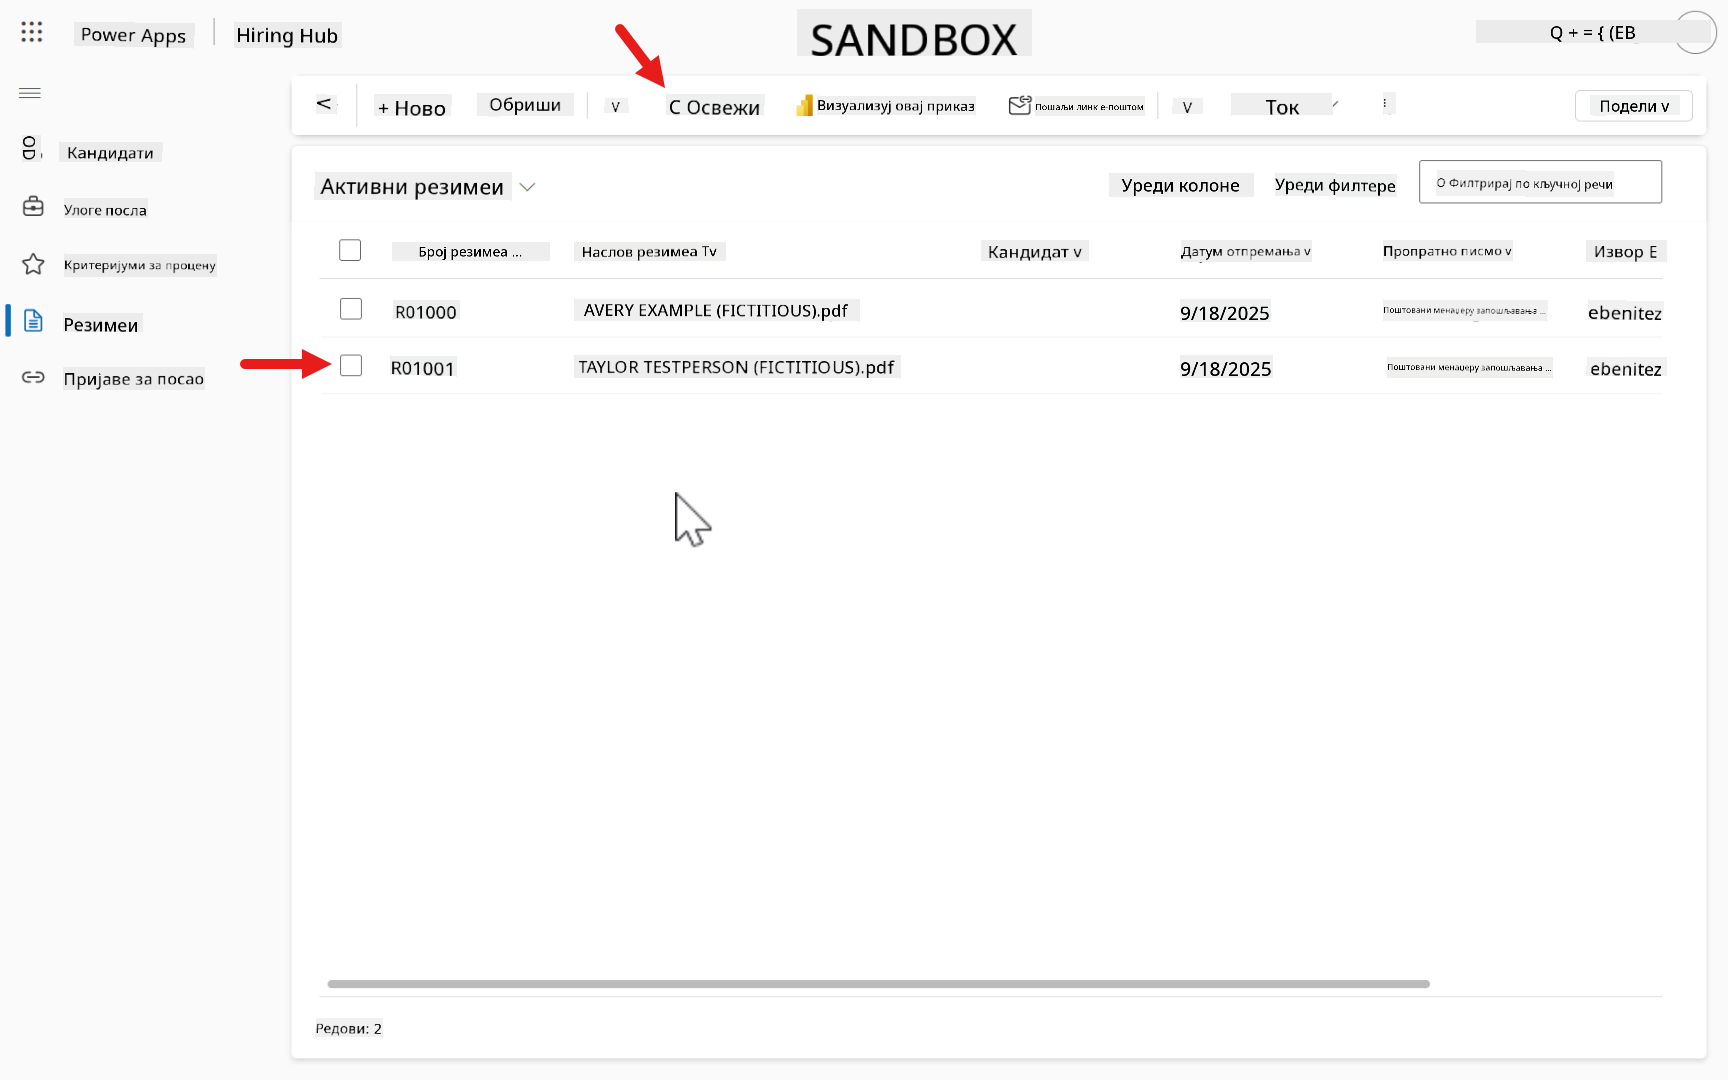 Power Apps
Hiring Hub
SANDBOX
Q + = { (EB
<
+ Ново
Обриши
v
C Освежи
Визуализуј овај приказ
Пошаљи линк е-поштом
v
Ток
Подели v
Кандидати
Улоге посла
Критеријуми за процену
Резимеи
Пријаве за посао
Активни резимеи
Уреди колоне
Уреди филтере
O Филтрирај по кључној речи
Број резимеа ...
Наслов резимеа Tv
Кандидат v
Датум отпремања v
Пропратно писмо v
Извор E
R01000
AVERY EXAMPLE (FICTITIOUS).pdf
9/18/2025
Поштовани менаџеру запошљавања ...
ebenitez
R01001
TAYLOR TESTPERSON (FICTITIOUS).pdf
9/18/2025
Поштовани менаџеру запошљавања ...
ebenitez
Редови: 2